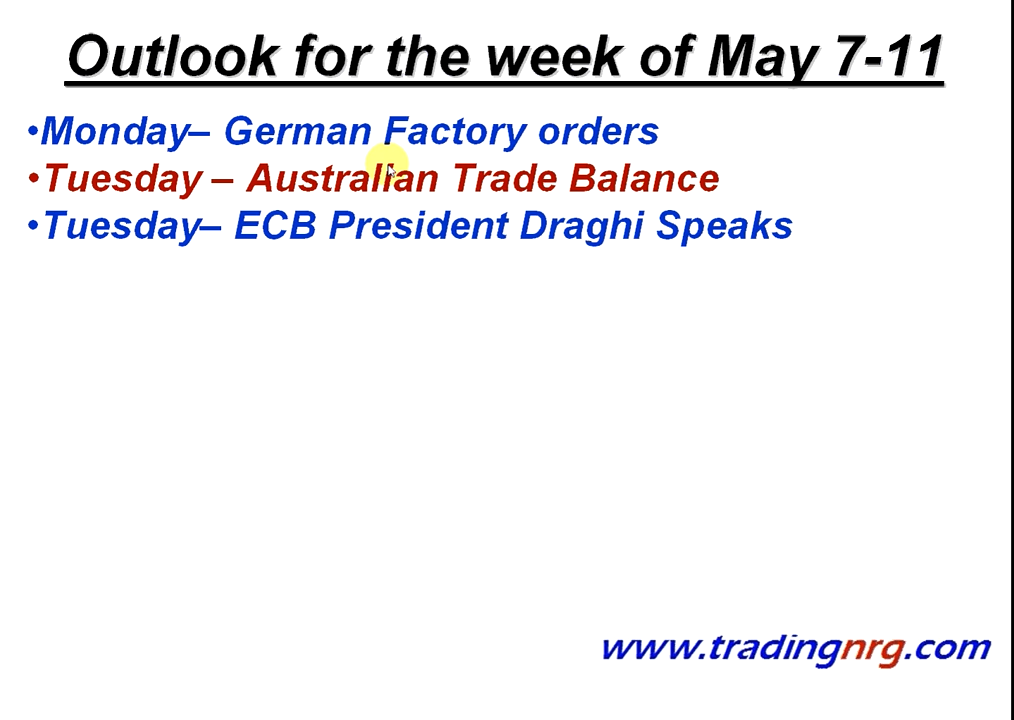 Outlook for the week of May 7-11
•Monday– German Factory orders
•Tuesday – Australian Trade Balance
•Tuesday– ECB President Draghi Speaks
www.tradingnrg.com